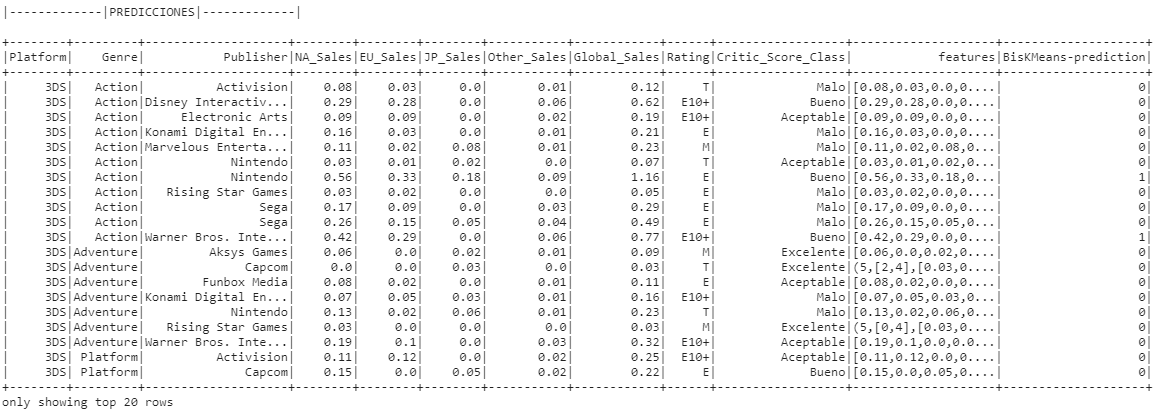 |-------------|PREDICCIONES|-------------|
+--------+---------+--------------------+--------+--------+--------+-----------+------------+------+------------------+--------------------+--------------------+
|Platform|    Genre|           Publisher|NA_Sales|EU_Sales|JP_Sales|Other_Sales|Global_Sales|Rating|Critic_Score_Class|            features|BisKMeans-prediction|
+--------+---------+--------------------+--------+--------+--------+-----------+------------+------+------------------+--------------------+--------------------+
|     3DS|   Action|          Activision|    0.08|    0.03|     0.0|       0.01|        0.12|     T|              Malo|[0.08,0.03,0.0,0....|                   0|
|     3DS|   Action|Disney Interactiv...|    0.29|    0.28|     0.0|       0.06|        0.62|  E10+|             Bueno|[0.29,0.28,0.0,0....|                   0|
|     3DS|   Action|     Electronic Arts|    0.09|    0.09|     0.0|       0.02|        0.19|  E10+|         Aceptable|[0.09,0.09,0.0,0....|                   0|
|     3DS|   Action|Konami Digital En...|    0.16|    0.03|     0.0|       0.01|        0.21|     E|              Malo|[0.16,0.03,0.0,0....|                   0|
|     3DS|   Action|Marvelous Enterta...|    0.11|    0.02|    0.08|       0.01|        0.23|     M|              Malo|[0.11,0.02,0.08,0...|                   0|
|     3DS|   Action|            Nintendo|    0.03|    0.01|    0.02|        0.0|        0.07|     T|         Aceptable|[0.03,0.01,0.02,0...|                   0|
|     3DS|   Action|            Nintendo|    0.56|    0.33|    0.18|       0.09|        1.16|     E|             Bueno|[0.56,0.33,0.18,0...|                   1|
|     3DS|   Action|   Rising Star Games|    0.03|    0.02|     0.0|        0.0|        0.05|     E|              Malo|[0.03,0.02,0.0,0....|                   0|
|     3DS|   Action|                Sega|    0.17|    0.09|     0.0|       0.03|        0.29|     E|              Malo|[0.17,0.09,0.0,0....|                   0|
|     3DS|   Action|                Sega|    0.26|    0.15|    0.05|       0.04|        0.49|     E|              Malo|[0.26,0.15,0.05,0...|                   0|
|     3DS|   Action|Warner Bros. Inte...|    0.42|    0.29|     0.0|       0.06|        0.77|  E10+|             Bueno|[0.42,0.29,0.0,0....|                   1|
|     3DS|Adventure|         Aksys Games|    0.06|     0.0|    0.02|       0.01|        0.09|     M|         Excelente|[0.06,0.0,0.02,0....|                   0|
|     3DS|Adventure|              Capcom|     0.0|     0.0|    0.03|        0.0|        0.03|     T|         Excelente|(5,[2,4],[0.03,0....|                   0|
|     3DS|Adventure|        Funbox Media|    0.08|    0.02|     0.0|       0.01|        0.11|     E|         Aceptable|[0.08,0.02,0.0,0....|                   0|
|     3DS|Adventure|Konami Digital En...|    0.07|    0.05|    0.03|       0.01|        0.16|  E10+|              Malo|[0.07,0.05,0.03,0...|                   0|
|     3DS|Adventure|            Nintendo|    0.13|    0.02|    0.06|       0.01|        0.23|     T|              Malo|[0.13,0.02,0.06,0...|                   0|
|     3DS|Adventure|   Rising Star Games|    0.03|     0.0|     0.0|        0.0|        0.03|     M|         Excelente|(5,[0,4],[0.03,0....|                   0|
|     3DS|Adventure|Warner Bros. Inte...|    0.19|     0.1|     0.0|       0.03|        0.32|  E10+|         Aceptable|[0.19,0.1,0.0,0.0...|                   0|
|     3DS| Platform|          Activision|    0.11|    0.12|     0.0|       0.02|        0.25|  E10+|         Aceptable|[0.11,0.12,0.0,0....|                   0|
|     3DS| Platform|              Capcom|    0.15|     0.0|    0.05|       0.02|        0.22|     E|             Bueno|[0.15,0.0,0.05,0....|                   0|
+--------+---------+--------------------+--------+--------+--------+-----------+------------+------+------------------+--------------------+--------------------+
only showing top 20 rows